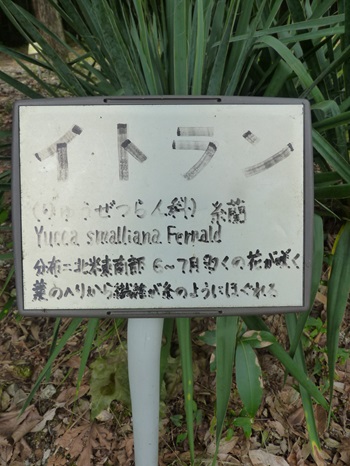 イトラン
(りゅうぜつらん科) 糸蘭
Yucca smalliana Fernald
分布=北米東南部 6〜7月多くの花が咲く
葉のへりから繊維が糸のようにほぐれる